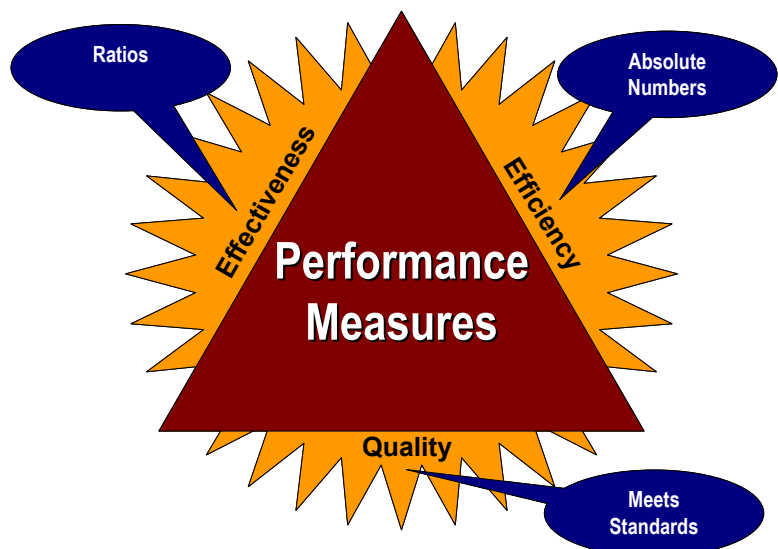 Ratios
Absolute
Numbers
Effectiveness
Efficiency
Performance
Measures
Quality
Meets
Standards